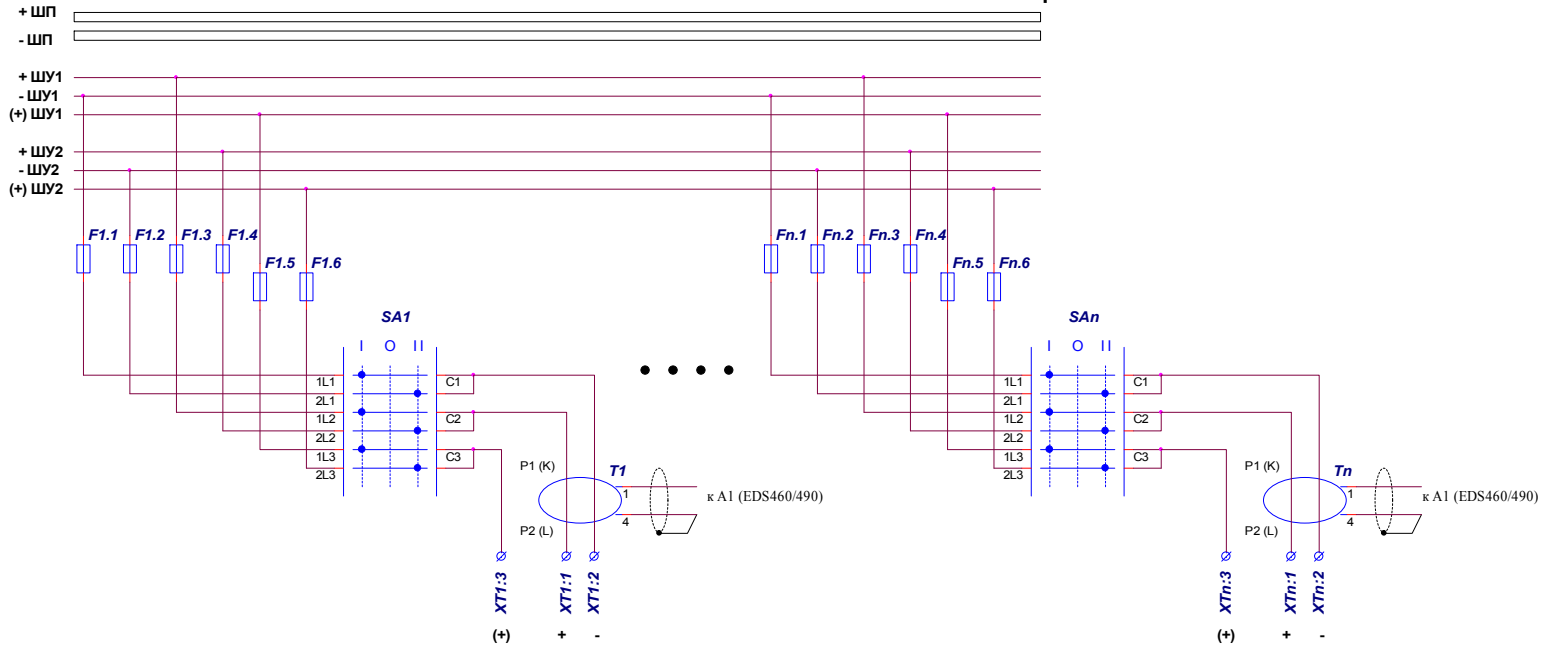 + ШП
- ШП
+ ШУ1
- ШУ1
(+) ШУ1
+ ШУ2
- ШУ2
(+) ШУ2
F1.1 F1.2 F1.3 F1.4
F1.5 F1.6
Fn.1 Fn.2 Fn.3 Fn.4
Fn.5 Fn.6
SA1
I O II
1L1 C1
2L1
1L2 C2
2L2
1L3 C3
2L3
P1 (K) T1
1
к А1 (EDS460/490)
4
P2 (L)
XT1:3 XT1:1 XT1:2
(+) + -
SAn
I O II
1L1 C1
2L1
1L2 C2
2L2
1L3 C3
2L3
P1 (K) Tn
1
к А1 (EDS460/490)
4
P2 (L)
XTn:3 XTn:1 XTn:2
(+) + -